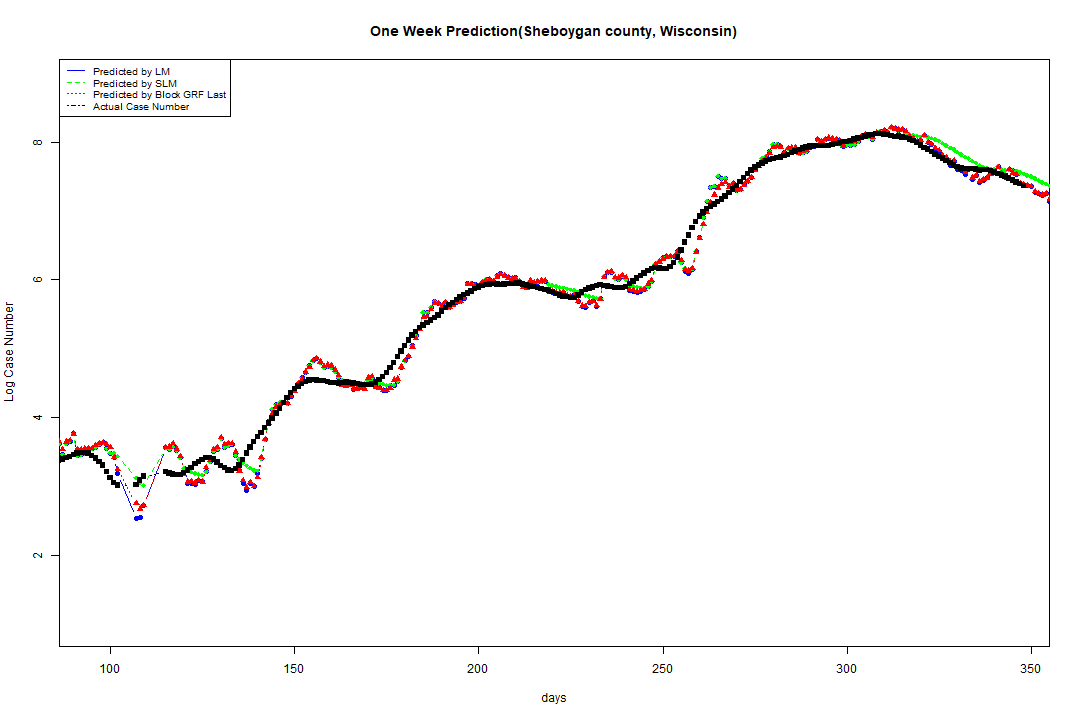 One Week Prediction(Sheboygan county, Wisconsin)
Predicted by LM
Predicted by SLM
Predicted by Block GRF Last
Actual Case Number
8
6
4
2
Log Case Number
100 150 200 250 300 350
days